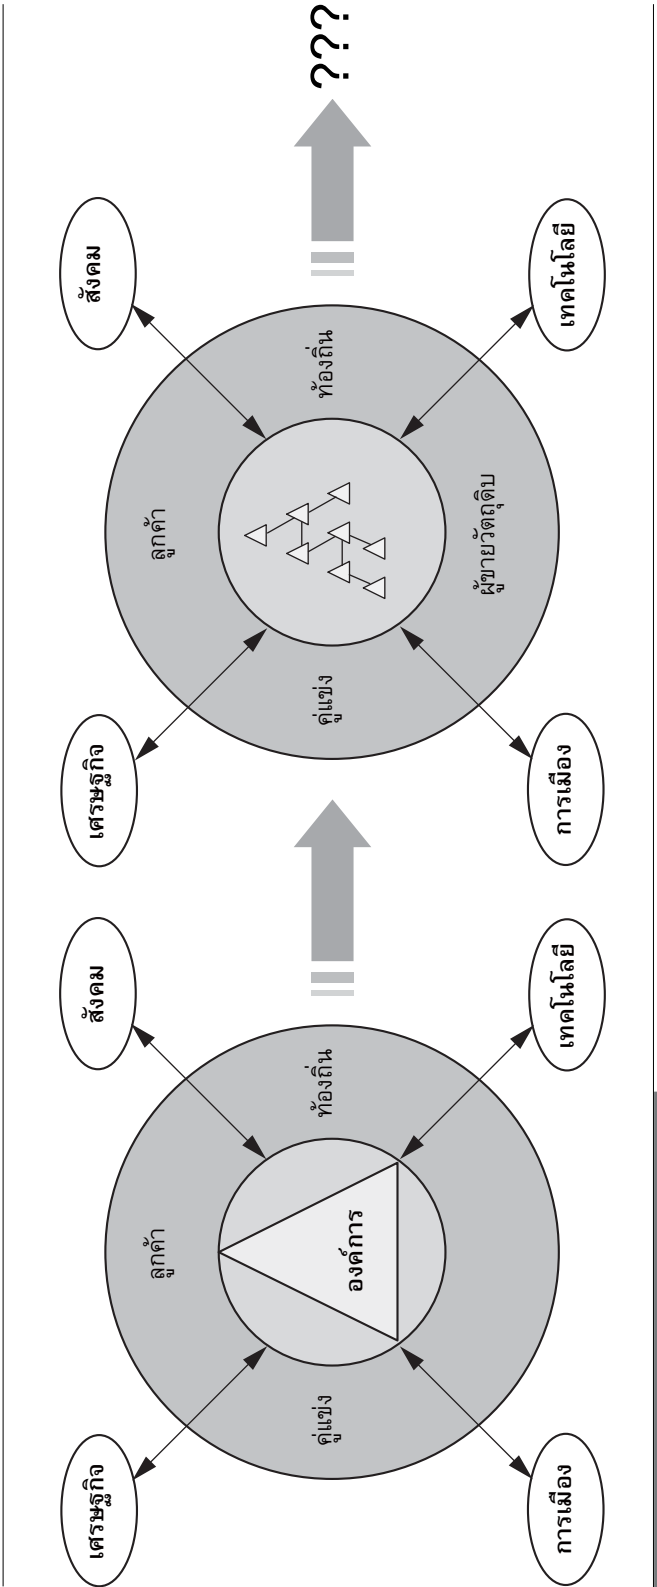 เศรษฐกิจ
สังคม
ลูกค้า
คู่แข่ง
ท้องถิ่น
องค์การ
การเมือง
เทคโนโลยี
เศรษฐกิจ
สังคม
ลูกค้า
คู่แข่ง
ท้องถิ่น
ผู้ขายวัตถุดิบ
การเมือง
เทคโนโลยี
???